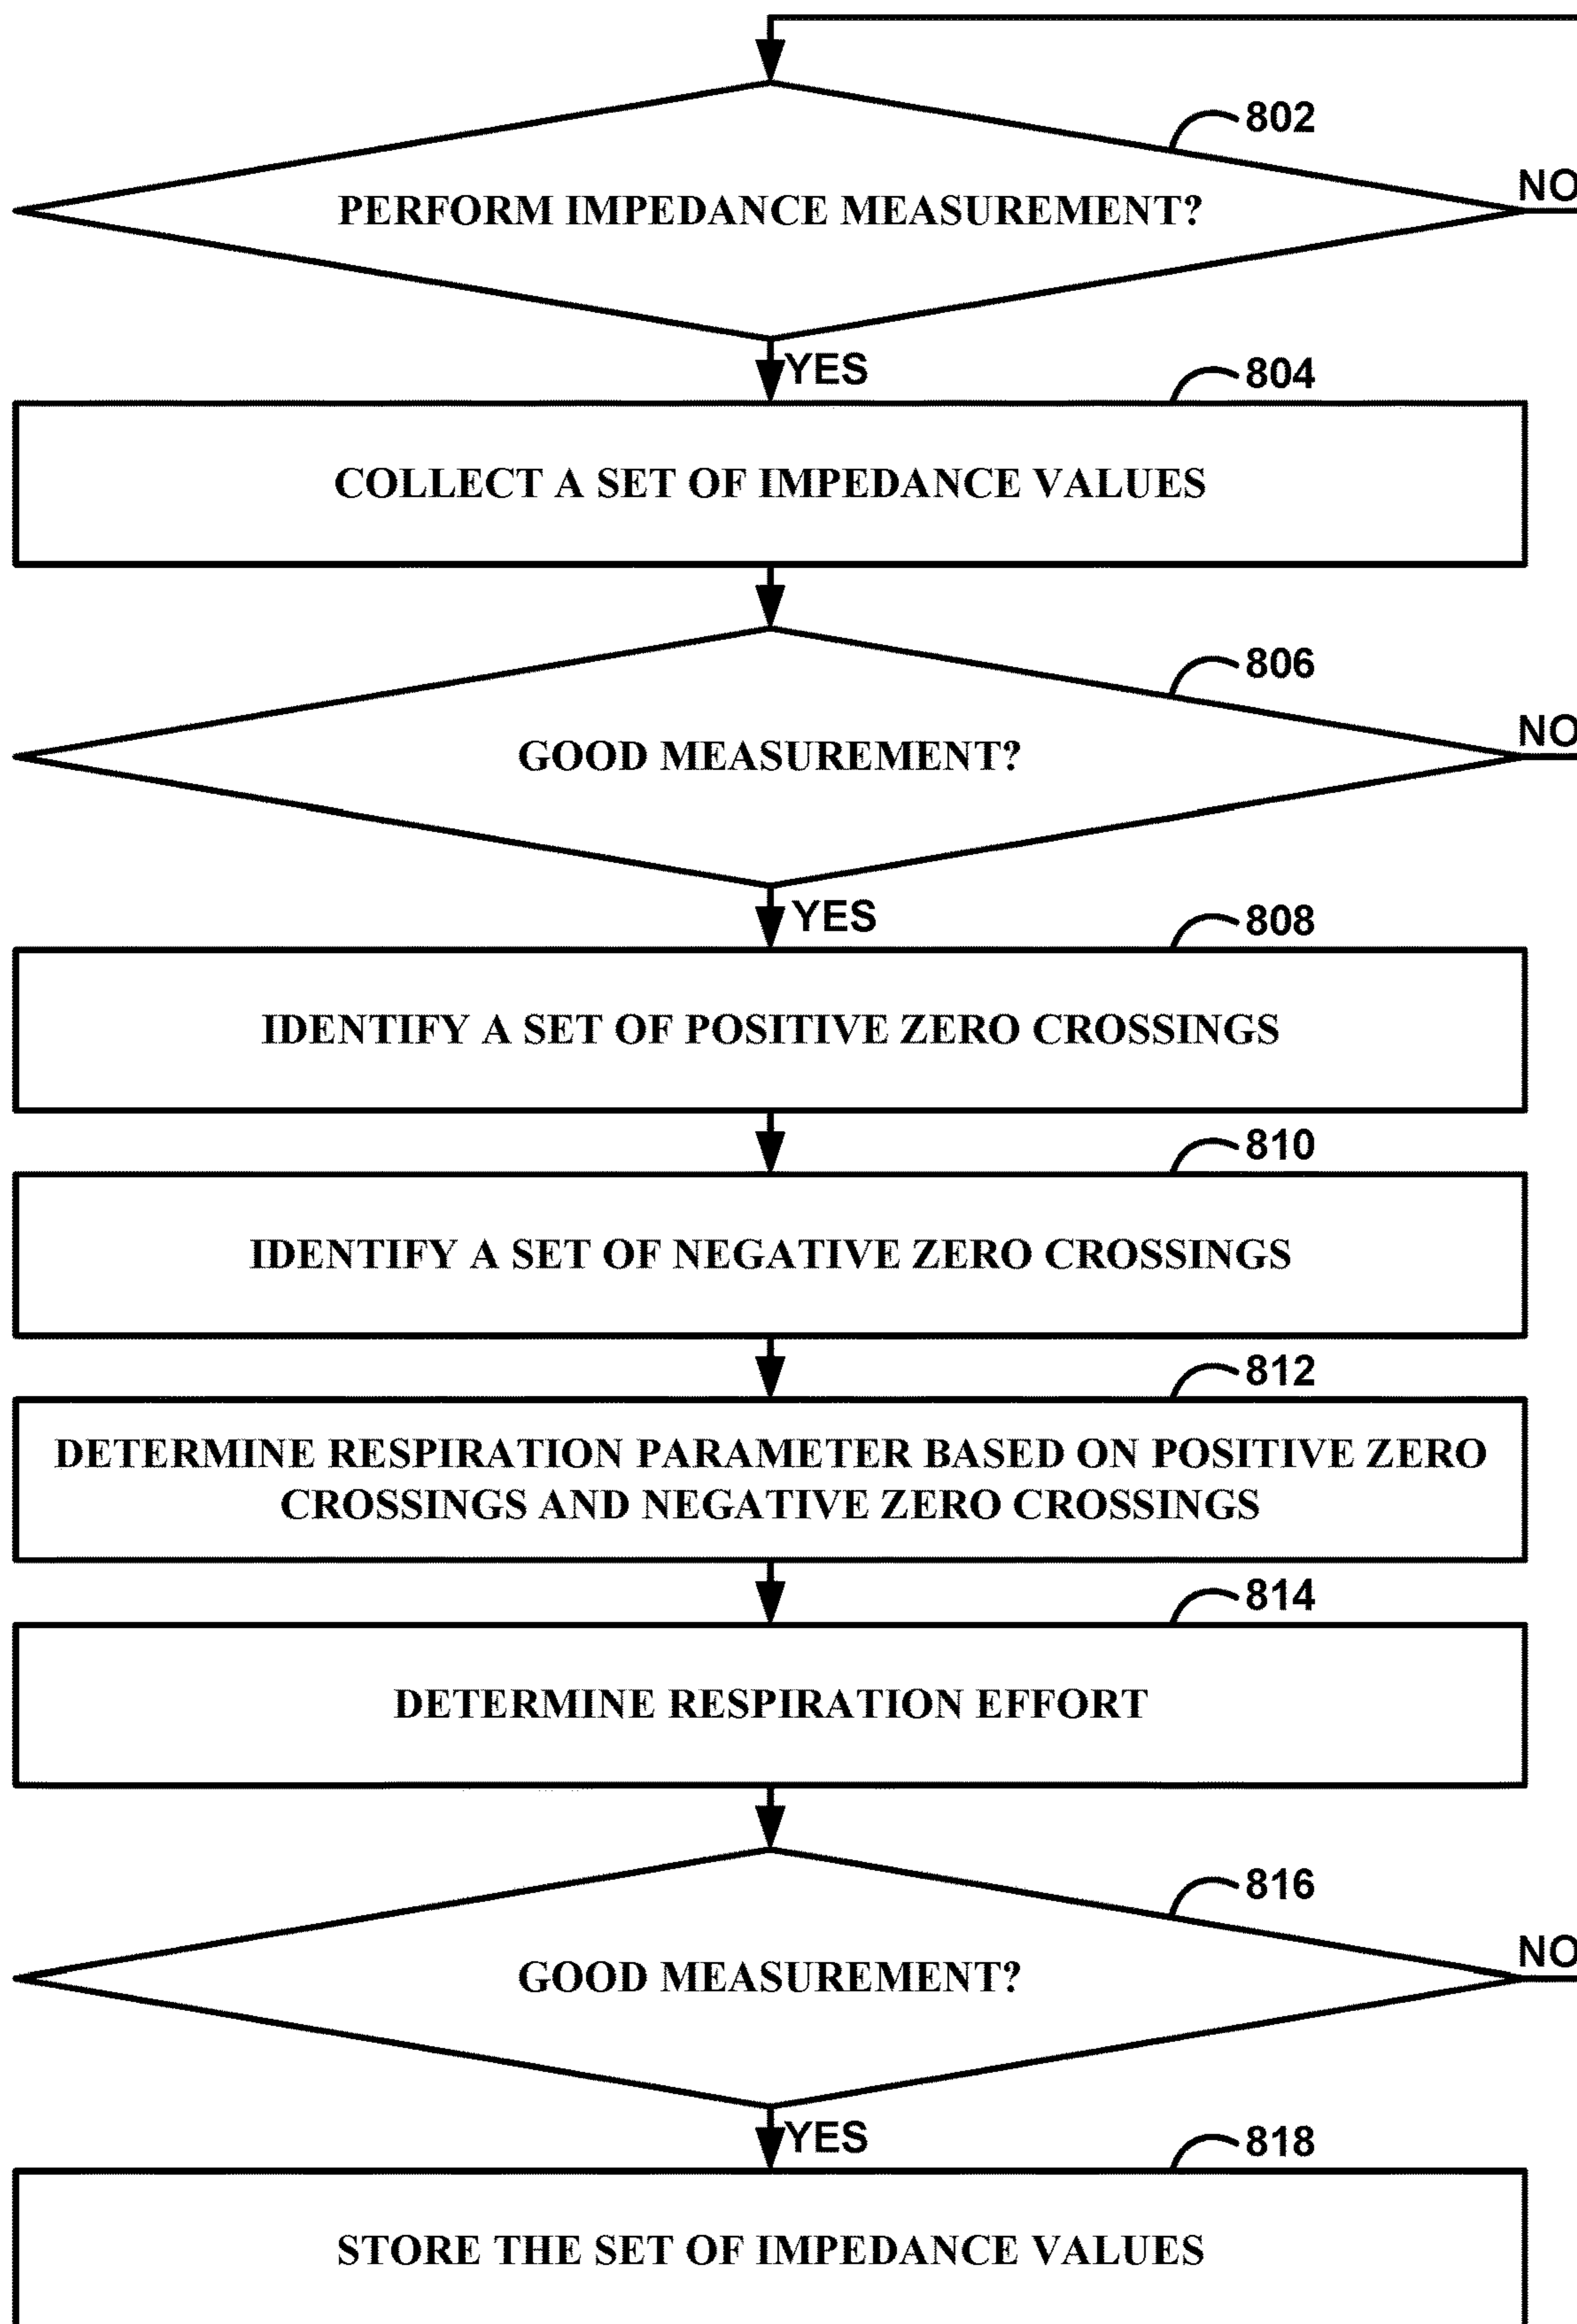 802
PERFORM IMPEDANCE MEASUREMENT?
NO
YES
804
COLLECT A SET OF IMPEDANCE VALUES
806
GOOD MEASUREMENT?
NO
YES
808
IDENTIFY A SET OF POSITIVE ZERO CROSSINGS
810
IDENTIFY A SET OF NEGATIVE ZERO CROSSINGS
812
DETERMINE RESPIRATION PARAMETER BASED ON POSITIVE ZERO
CROSSINGS AND NEGATIVE ZERO CROSSINGS
814
DETERMINE RESPIRATION EFFORT
816
GOOD MEASUREMENT?
NO
YES
818
STORE THE SET OF IMPEDANCE VALUES